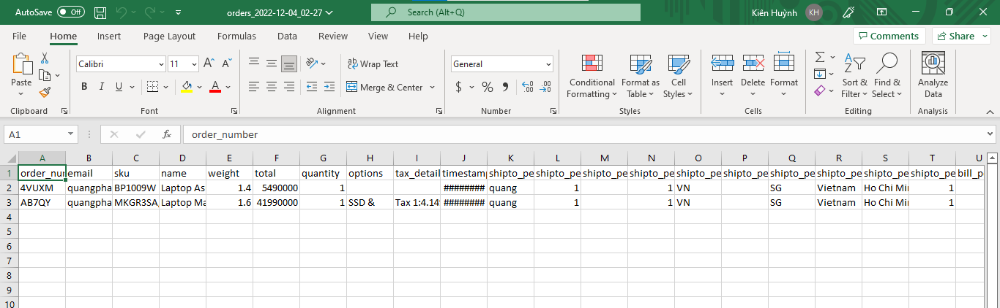 AutoSave Off orders_2022-12-04_02-27 Search (Alt+Q) Kiên Huỳnh KH
File Home Insert Page Layout Formulas Data Review View Help Comments Share
Calibri 11 A A ab Wrap Text General
Paste B I U A Merge & Center $ % , Conditional Formatting Format as Table Cell Styles Insert Delete Format Sort & Filter Find & Select Analyze Data
Clipboard Font Alignment Number Styles Cells Editing Analysis
A1 fx order_number
A B C D E F G H I J K L M N O P Q R S T U
1 order_nur email sku name weight total quantity options tax_detail timestamp shipto_pe shipto_pe shipto_pe shipto_pe shipto_pe shipto_pe shipto_pe shipto_pe shipto_pe shipto_pe bill_p
2 4VUXM quangpha BP1009W Laptop As 1.4 5490000 1 ######## quang 1 1 VN SG Vietnam Ho Chi Mi 1
3 AB7QY quangpha MKGR3SA Laptop Ma 1.6 41990000 1 SSD & Tax 1:4.19 ######## quang 1 1 VN SG Vietnam Ho Chi Mi 1
4
5
6
7
8
9
10